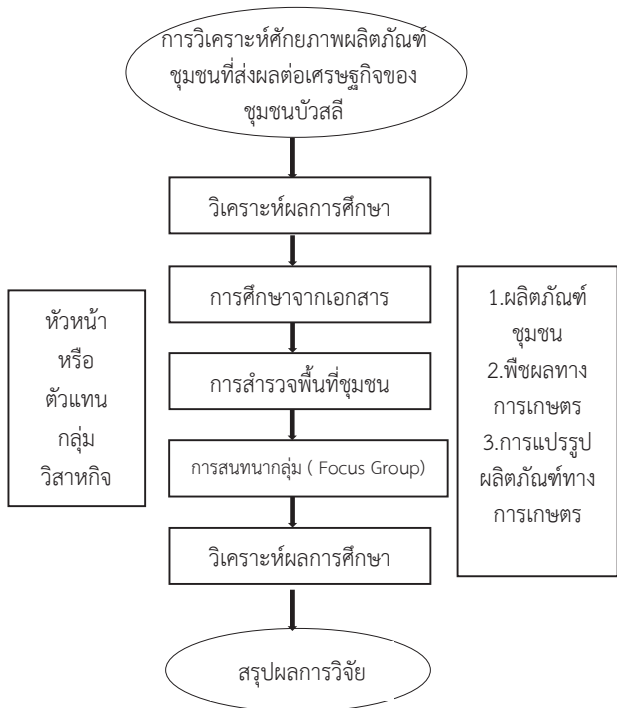 การวิเคราะห์ศักยภาพผลิตภัณฑ์
ชุมชนที่ส่งผลต่อเศรษฐกิจของ
ชุมชนบัวสลี
วิเคราะห์ผลการศึกษา
การศึกษาจากเอกสาร
การสำรวจพื้นที่ชุมชน
การสนทนากลุ่ม ( Focus Group)
วิเคราะห์ผลการศึกษา
สรุปผลการวิจัย
หัวหน้า
หรือ
ตัวแทน
กลุ่ม
วิสาหกิจ
1.ผลิตภัณฑ์
ชุมชน
2.พืชผลทาง
การเกษตร
3.การแปรรูป
ผลิตภัณฑ์ทาง
การเกษตร